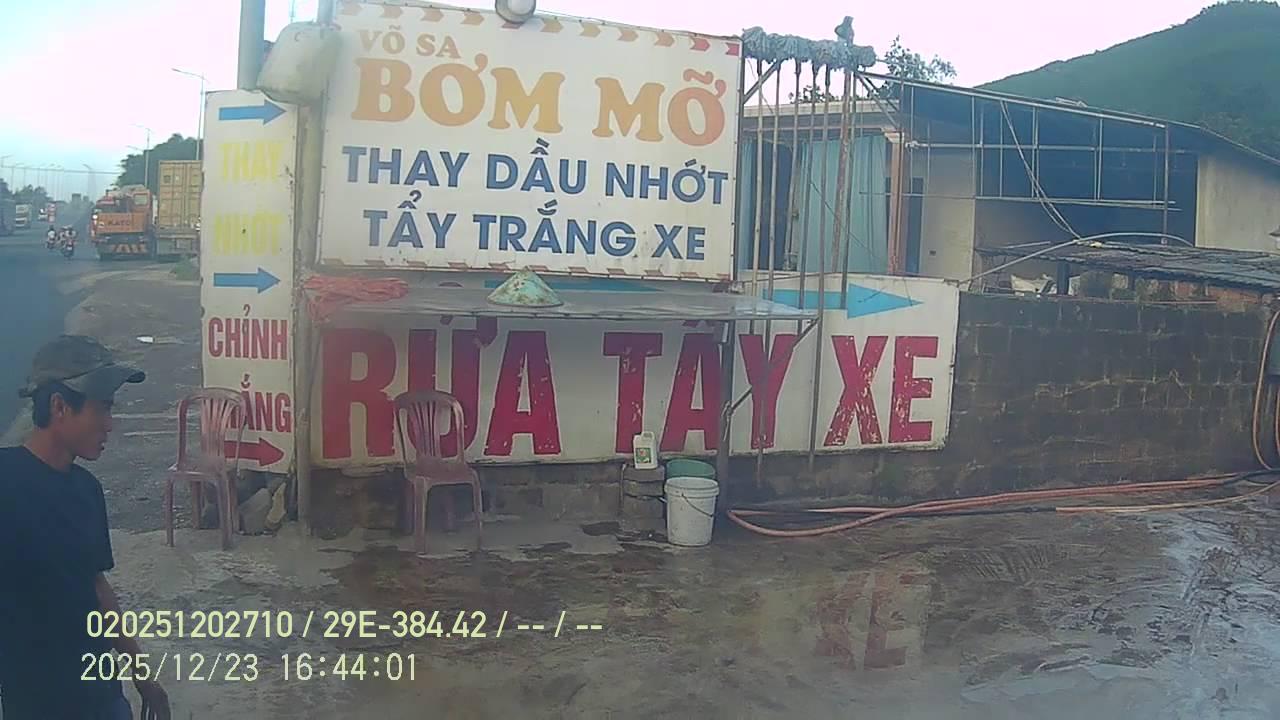 VÕ SA
BƠM MỠ
THAY DẦU NHỚT
TẨY TRẮNG XE
THAY
NHỚT
CHỈNH
RỬA TẨY XE
020251202710 / 29E-384.42 / -- / --
2025/12/23 16:44:01